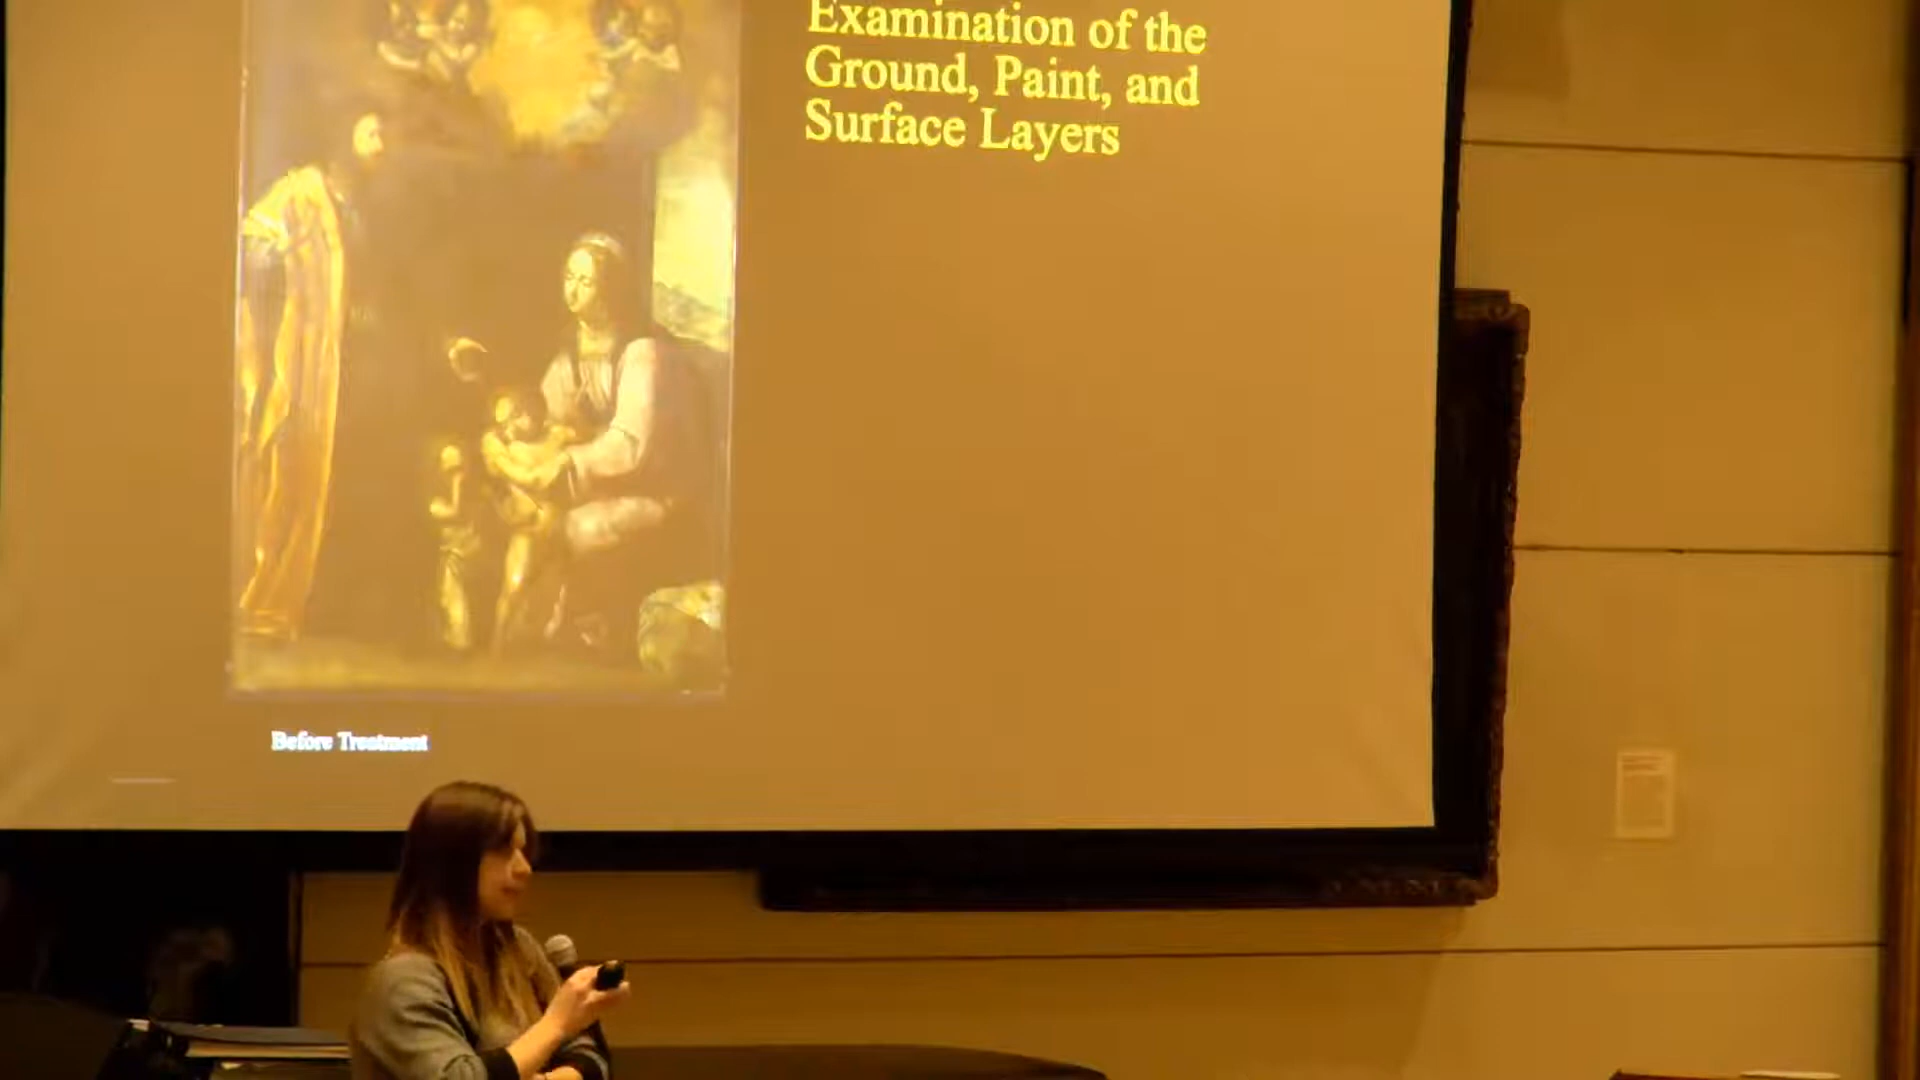 Examination of the
Ground, Paint, and
Surface Layers
Before Treatment